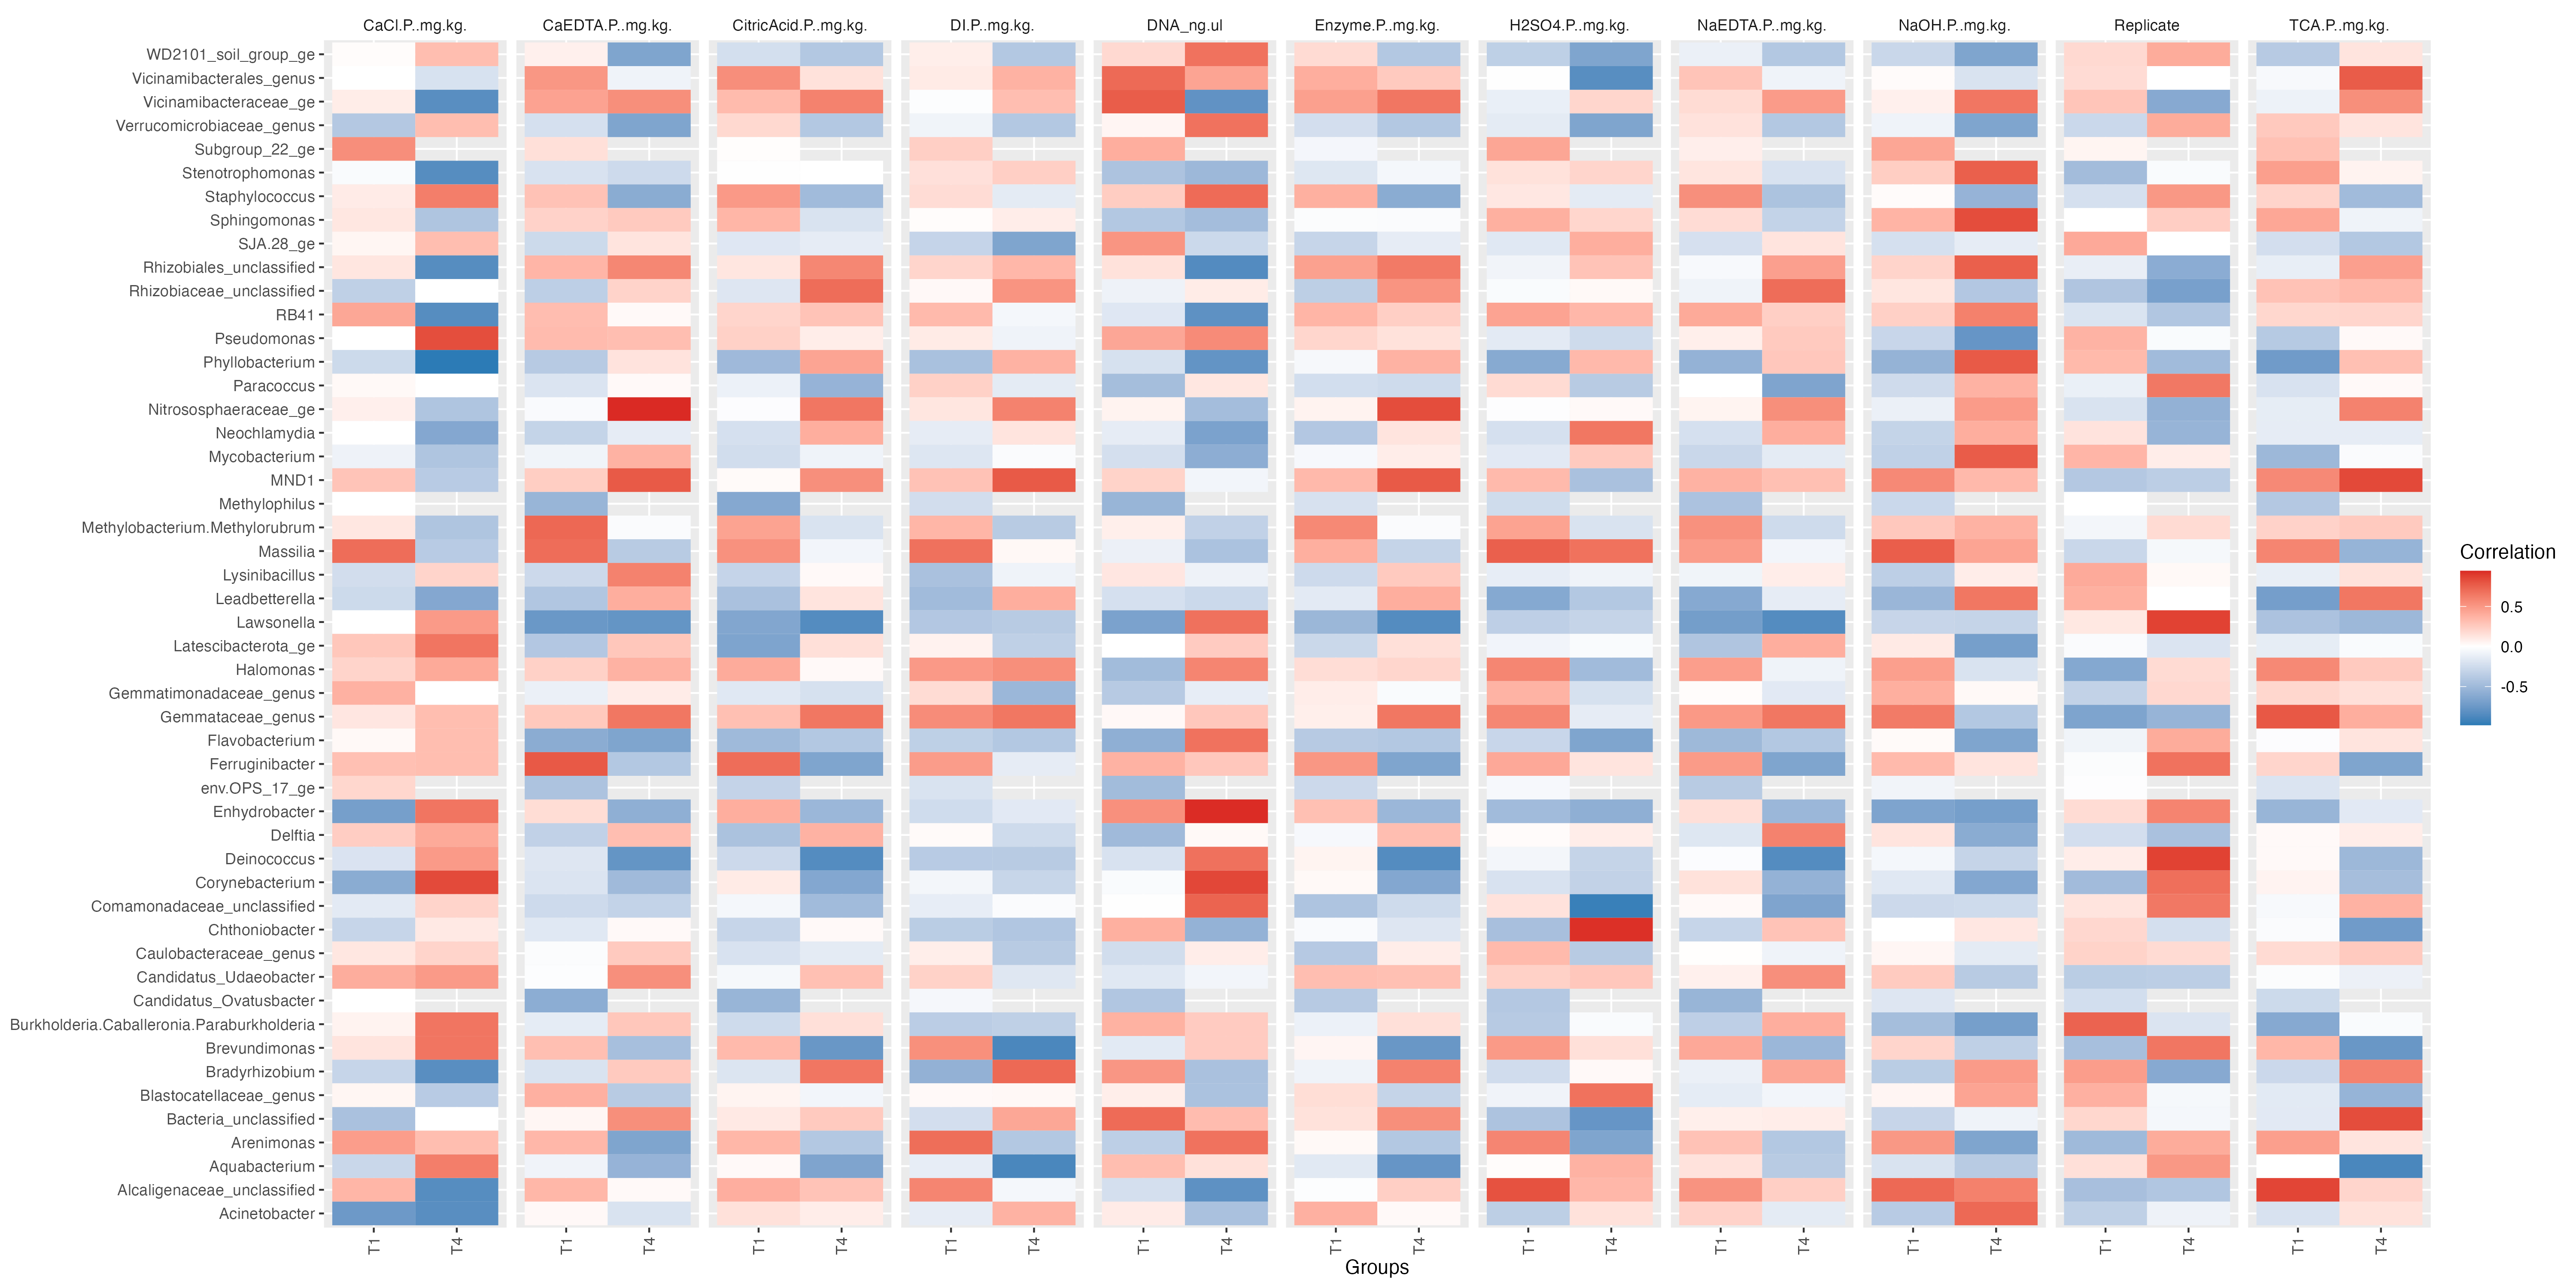 CaCl.P..mg.kg.
CaEDTA.P..mg.kg.
CitricAcid.P..mg.kg.
DI.P..mg.kg.
DNA_ng.ul
Enzyme.P..mg.kg.
H2SO4.P..mg.kg.
NaEDTA.P..mg.kg.
NaOH.P..mg.kg.
Replicate
TCA.P..mg.kg.
WD2101_soil_group_ge
Vicinamibacterales_genus
Vicinamibacteraceae_ge
Verrucomicrobiaceae_genus
Subgroup_22_ge
Stenotrophomonas
Staphylococcus
Sphingomonas
SJA.28_ge
Rhizobiales_unclassified
Rhizobiaceae_unclassified
RB41
Pseudomonas
Phyllobacterium
Paracoccus
Nitrososphaeraceae_ge
Neochlamydia
Mycobacterium
MND1
Methylophilus
Methylobacterium.Methylorubrum
Massilia
Lysinibacillus
Leadbetterella
Lawsonella
Latescibacterota_ge
Halomonas
Gemmatimonadaceae_genus
Gemmataceae_genus
Flavobacterium
Ferruginibacter
env.OPS_17_ge
Enhydrobacter
Delftia
Deinococcus
Corynebacterium
Comamonadaceae_unclassified
Chthoniobacter
Caulobacteraceae_genus
Candidatus_Udaeobacter
Candidatus_Ovatusbacter
Burkholderia.Caballeronia.Paraburkholderia
Brevundimonas
Bradyrhizobium
Blastocatellaceae_genus
Bacteria_unclassified
Arenimonas
Aquabacterium
Alcaligenaceae_unclassified
Acinetobacter
T1
T4
T1
T4
T1
T4
T1
T4
T1
T4
T1
T4
T1
T4
T1
T4
T1
T4
T1
T4
T1
T4
Groups
Correlation
0.5
0.0
-0.5